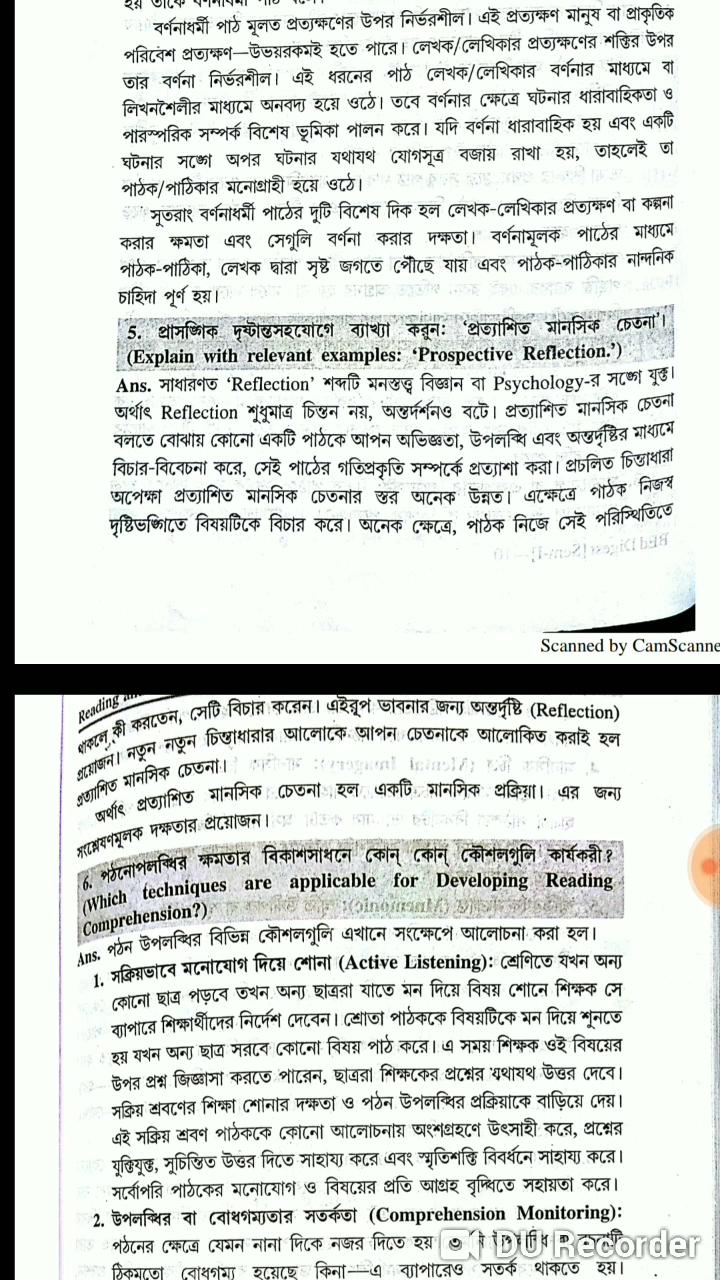 বর্ণনাধর্মী পাঠ মূলত প্রত্যক্ষণের উপর নির্ভরশীল। এই প্রত্যক্ষণ মানুষ বা প্রাকৃতিক
পরিবেশ প্রত্যক্ষণ—উভয়রকমই হতে পারে। লেখক/লেখিকার প্রত্যক্ষণের শক্তির উপর
তার বর্ণনা নির্ভরশীল। এই ধরনের পাঠ লেখক/লেখিকার বর্ণনার মাধ্যমে বা
লিখনশৈলীর মাধ্যমে অনবদ্য হয়ে ওঠে। তবে বর্ণনার ক্ষেত্রে ঘটনার ধারাবাহিকতা ও
পারস্পরিক সম্পর্ক বিশেষ ভূমিকা পালন করে। যদি বর্ণনা ধারাবাহিক হয় এবং একটি
ঘটনার সঙ্গে অপর ঘটনার যথাযথ যোগসূত্র বজায় রাখা হয়, তাহলেই তা
পাঠক/পাঠিকার মনোগ্রাহী হয়ে ওঠে।
সুতরাং বর্ণনাধর্মী পাঠের দুটি বিশেষ দিক হল লেখক-লেখিকার প্রত্যক্ষণ বা কল্পনা
করার ক্ষমতা এবং সেগুলি বর্ণনা করার দক্ষতা। বর্ণনামূলক পাঠের মাধ্যমে
পাঠক-পাঠিকা, লেখক দ্বারা সৃষ্ট জগতে পৌঁছে যায় এবং পাঠক-পাঠিকার নান্দনিক
চাহিদা পূর্ণ হয়।
5. প্রাসঙ্গিক দৃষ্টান্তসহযোগে ব্যাখ্যা করুন: ‘প্রত্যাশিত মানসিক চেতনা’।
(Explain with relevant examples: ‘Prospective Reflection.’)
Ans. সাধারণত ‘Reflection’ শব্দটি মনস্তত্ত্ব বিজ্ঞান বা Psychology-র সঙ্গে যুক্ত।
অর্থাৎ Reflection শুধুমাত্র চিন্তন নয়, অন্তর্দর্শনও বটে। প্রত্যাশিত মানসিক চেতনা
বলতে বোঝায় কোনো একটি পাঠকে আপন অভিজ্ঞতা, উপলব্ধি এবং অন্তর্দৃষ্টির মাধ্যমে
বিচার-বিবেচনা করে, সেই পাঠের গতিপ্রকৃতি সম্পর্কে প্রত্যাশা করা। প্রচলিত চিন্তাধারা
অপেক্ষা প্রত্যাশিত মানসিক চেতনার স্তর অনেক উন্নত। এক্ষেত্রে পাঠক নিজস্ব
দৃষ্টিভঙ্গিতে বিষয়টিকে বিচার করে। অনেক ক্ষেত্রে, পাঠক নিজে সেই পরিস্থিতিতে
Scanned by CamScanne
Reading
থাকলে কী করতেন, সেটি বিচার করেন। এইরূপ ভাবনার জন্য অন্তর্দৃষ্টি (Reflection)
প্রয়োজন। নতুন নতুন চিন্তাধারার আলোকে আপন চেতনাকে আলোকিত করাই হল
প্রত্যাশিত মানসিক চেতনা।
অর্থাৎ প্রত্যাশিত মানসিক চেতনা হল একটি মানসিক প্রক্রিয়া। এর জন্য
সংশ্লেষণমূলক দক্ষতার প্রয়োজন।
6. পঠনোপলব্ধির ক্ষমতার বিকাশসাধনে কোন্ কোন্ কৌশলগুলি কার্যকরী?
(Which techniques are applicable for Developing Reading
Comprehension?)
Ans. পঠন উপলব্ধির বিভিন্ন কৌশলগুলি এখানে সংক্ষেপে আলোচনা করা হল।
1. সক্রিয়ভাবে মনোযোগ দিয়ে শোনা (Active Listening): শ্রেণিতে যখন অন্য
কোনো ছাত্র পড়বে তখন অন্য ছাত্ররা যাতে মন দিয়ে বিষয় শোনে শিক্ষক সে
ব্যাপারে শিক্ষার্থীদের নির্দেশ দেবেন। শ্রোতা পাঠককে বিষয়টিকে মন দিয়ে শুনতে
হয় যখন অন্য ছাত্র সরবে কোনো বিষয় পাঠ করে। এ সময় শিক্ষক ওই বিষয়ের
উপর প্রশ্ন জিজ্ঞাসা করতে পারেন, ছাত্ররা শিক্ষকের প্রশ্নের যথাযথ উত্তর দেবে।
সক্রিয় শ্রবণের শিক্ষা শোনার দক্ষতা ও পঠন উপলব্ধির প্রক্রিয়াকে বাড়িয়ে দেয়।
এই সক্রিয় শ্রবণ পাঠককে কোনো আলোচনায় অংশগ্রহণে উৎসাহী করে, প্রশ্নের
যুক্তিযুক্ত, সুচিন্তিত উত্তর দিতে সাহায্য করে এবং স্মৃতিশক্তি বিবর্ধনে সাহায্য করে।
সর্বোপরি পাঠকের মনোযোগ ও বিষয়ের প্রতি আগ্রহ বৃদ্ধিতে সহায়তা করে।
2. উপলব্ধির বা বোধগম্যতার সতর্কতা (Comprehension Monitoring):
পঠনের ক্ষেত্রে যেমন নানা দিকে নজর দিতে হয়
DU Recorder
ঠিকমতো বোধগম্য হয়েছে কিনা—এ ব্যাপারেও সতর্ক থাকতে হয়।